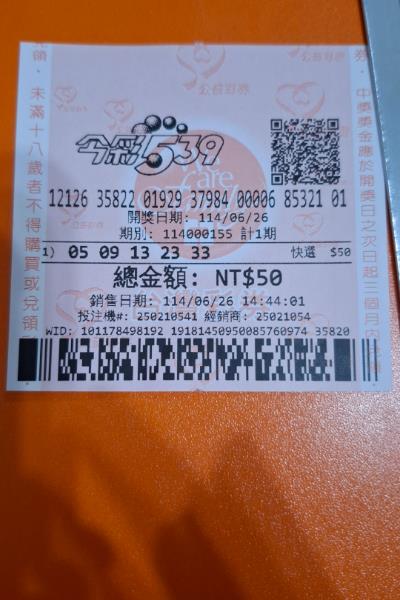 公益彩券
今彩539
12126 35822 01929 37984 00006 85321 01
開獎日期: 114/06/26
期別: 114000155 計1期
1) 05 09 13 23 33 快選 $50
總金額: NT$50
銷售日期: 114/06/26 14:44:01
投注機#: 250210541 經銷商: 25021054
WID: 101178498192 19181450950085760974 35820
兌領。未滿十八歲者不得購買或兌領
券。中獎獎金應於開獎日之次日起三個月內